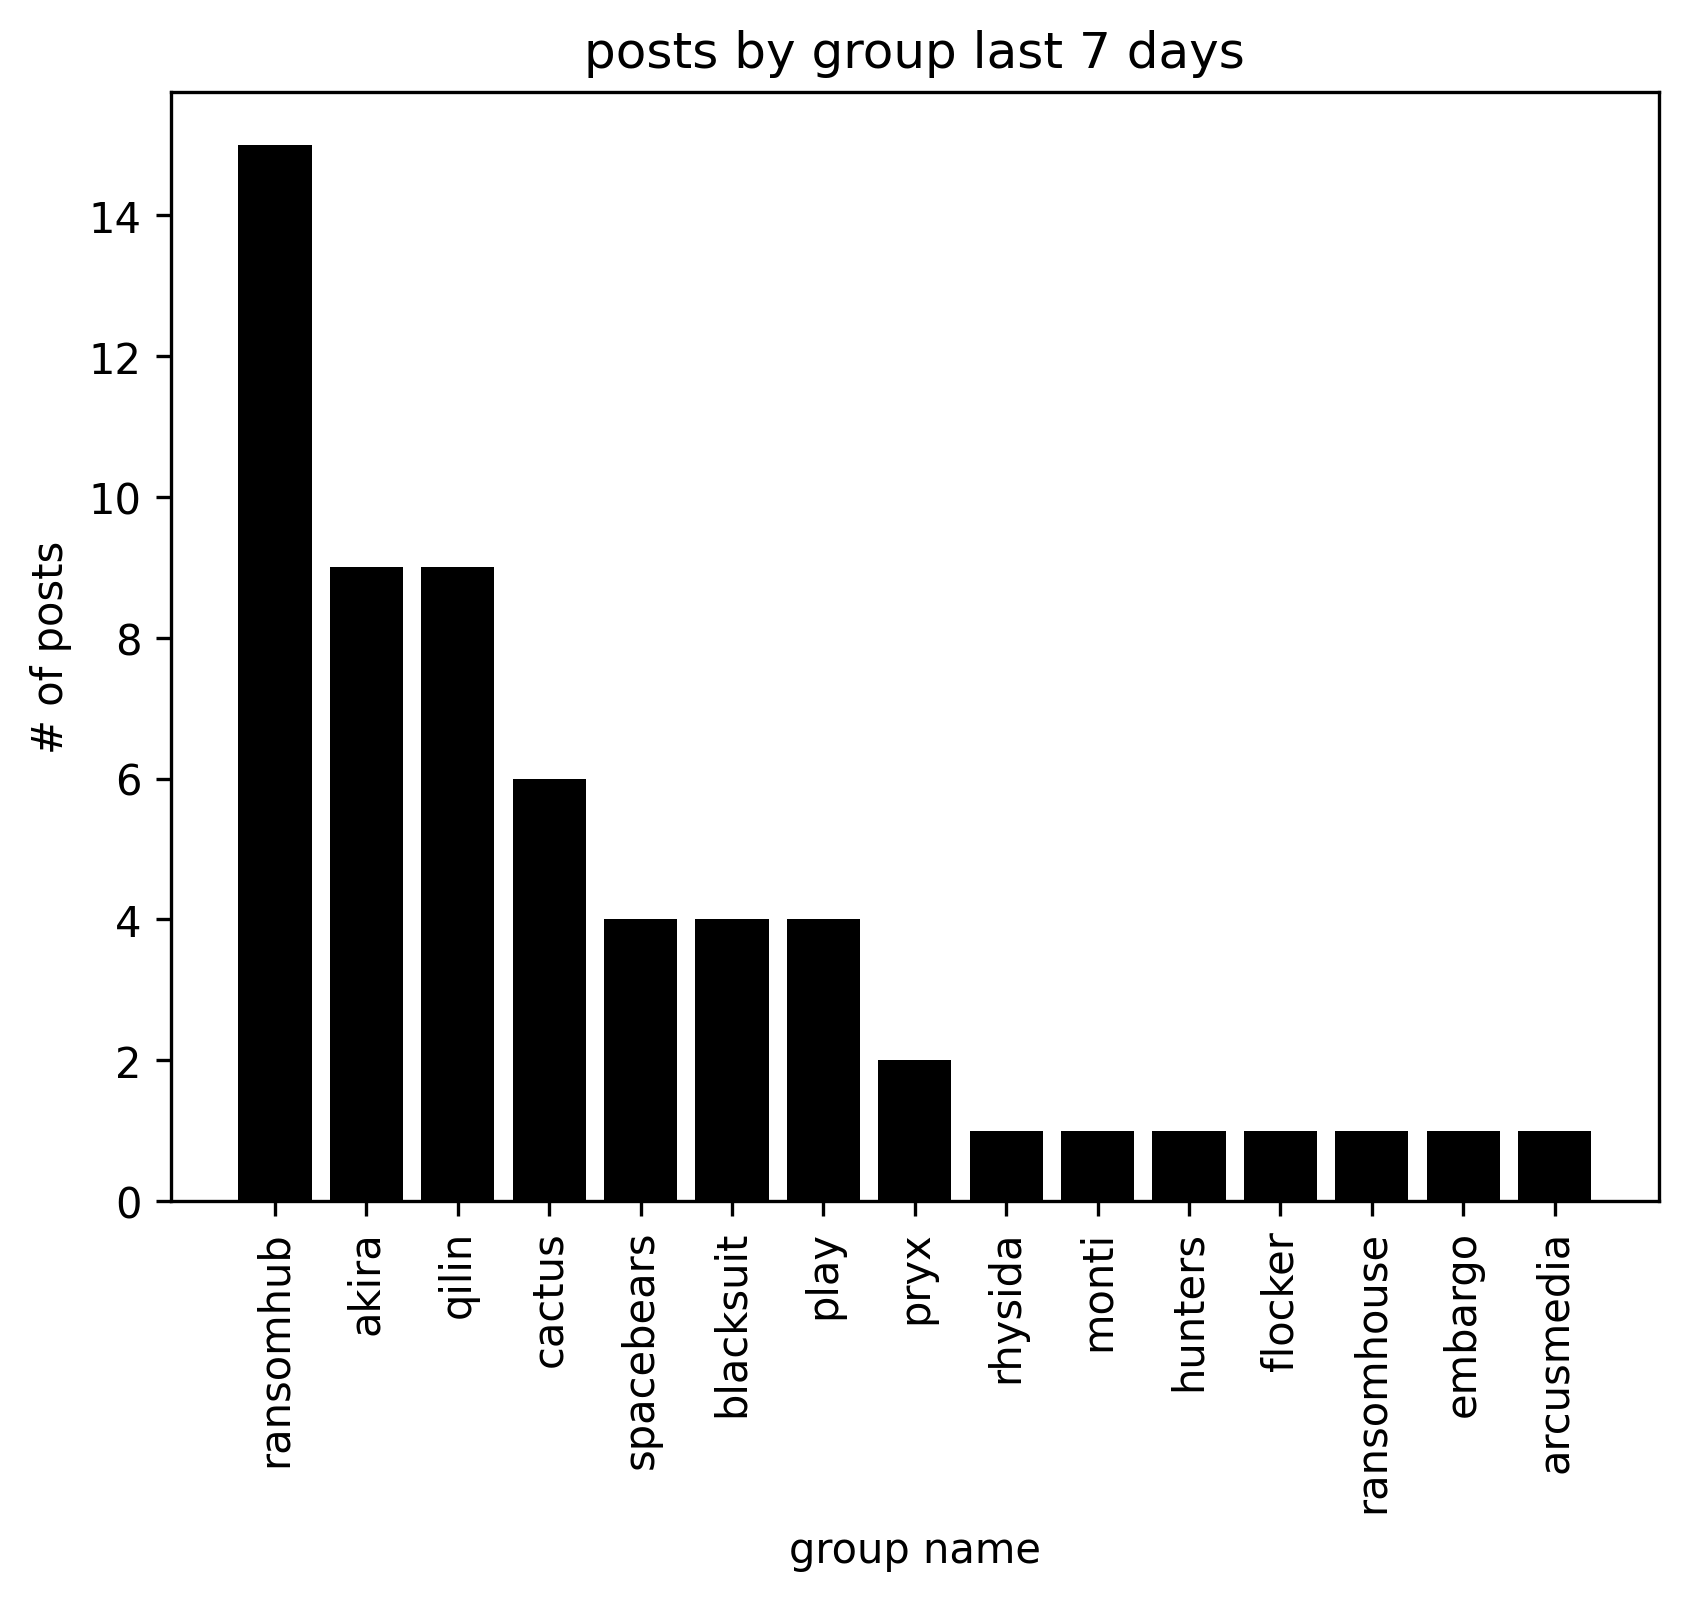 posts by group last 7 days
# of posts
14
12
10
8
6
4
2
0
ransomhub
akira
qilin
cactus
spacebears
blacksuit
play
pryx
rhysida
monti
hunters
flocker
ransomhouse
embargo
arcusmedia
group name